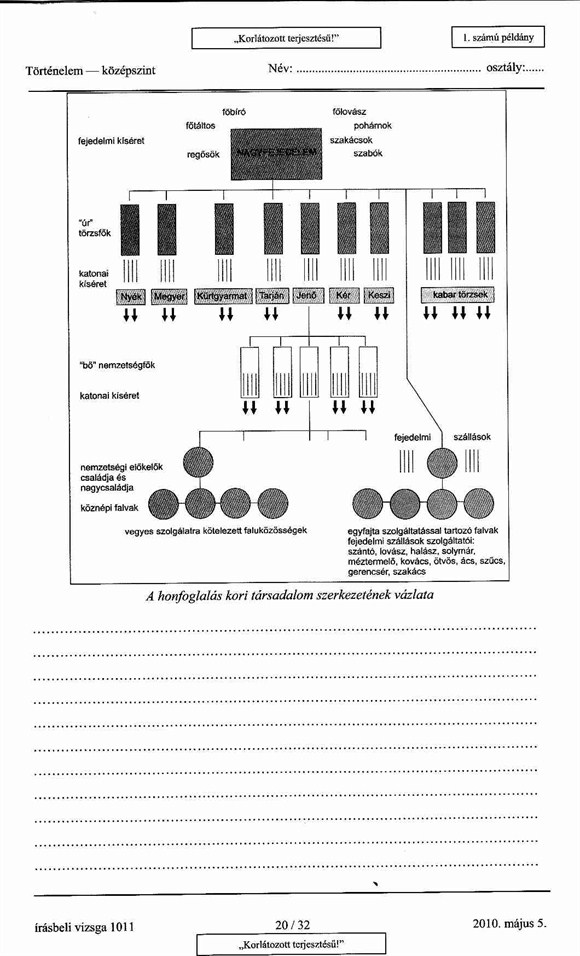 „Korlátozott terjesztésű!”
1. számú példány
Történelem — középszint
Név: ........................................................ osztály:......
főbíró
főlovász
főtáltos
pohárnok
fejedelmi kíséret
szakácsok
regősök
NAGYFEJEDELEM
szabók
"úr"
törzsfők
katonai
kíséret
Nyék Megyer Kürtgyarmat Tarján Jenő Kér Keszi kabar törzsek
"bő" nemzetségfők
katonai kíséret
fejedelmi szállások
nemzetségi előkelők
családja és
nagycsaládja
köznépi falvak
vegyes szolgálatra kötelezett faluközösségek
egyfajta szolgáltatással tartozó falvak
fejedelmi szállások szolgáltatói:
szántó, lovász, halász, solymár,
méztermelő, kovács, ötvös, ács, szűcs,
gerencsér, szakács
A honfoglalás kori társadalom szerkezetének vázlata
írásbeli vizsga 1011
20 / 32
2010. május 5.
„Korlátozott terjesztésű!”